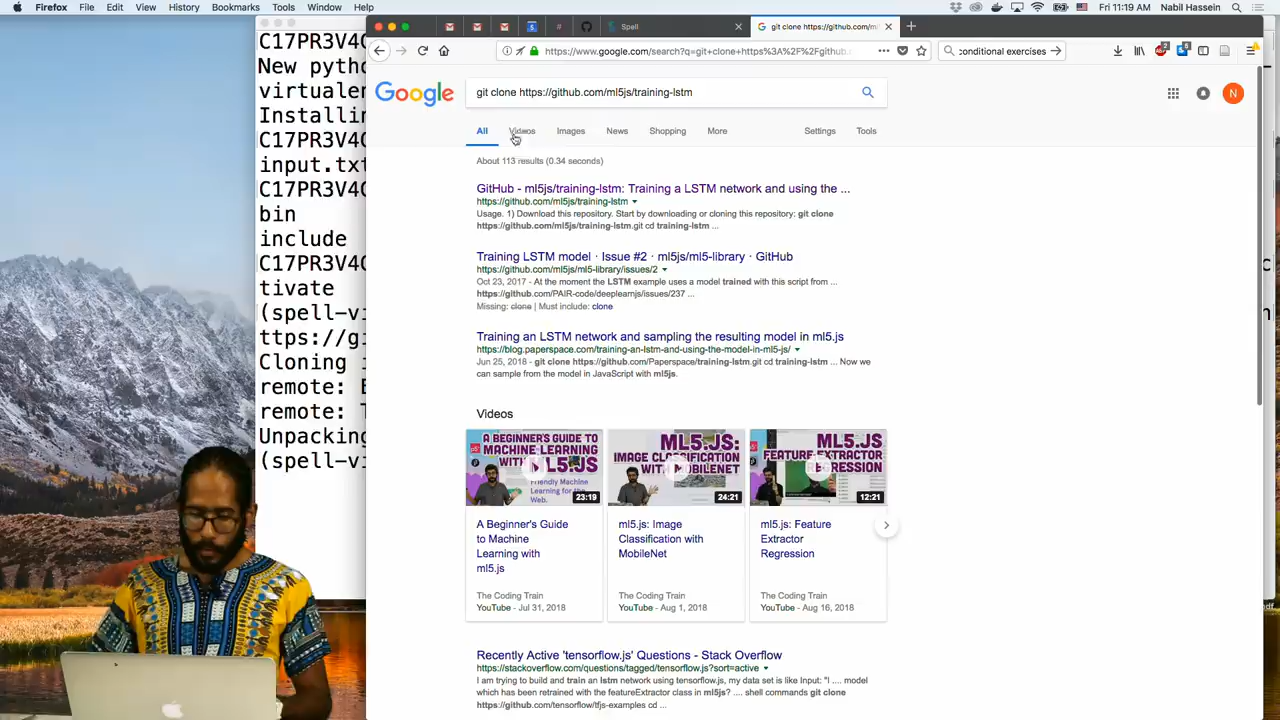 Firefox File Edit View History Bookmarks Tools Window Help
Fri 11:19 AM Nabil Hassein
C17PR3V4
New pytho
virtualen
Installin
C17PR3V4
input.txt
C17PR3V4
bin
include
C17PR3V4
tivate
(spell-vi
ttps://gi
Cloning i
remote: E
remote: T
Unpacking
(spell-vi
Spell
git clone https://github.com/ml
https://www.google.com/search?q=git+clone+https%3A%2F%2Fgithub.
conditional exercises
Google
git clone https://github.com/ml5js/training-lstm
N
All Videos Images News Shopping More Settings Tools
About 113 results (0.34 seconds)
GitHub - ml5js/training-lstm: Training a LSTM network and using the ...
https://github.com/ml5js/training-lstm
Usage. 1) Download this repository. Start by downloading or cloning this repository: git clone
https://github.com/ml5js/training-lstm.git cd training-lstm ...
Training LSTM model · Issue #2 · ml5js/ml5-library · GitHub
https://github.com/ml5js/ml5-library/issues/2
Oct 23, 2017 - At the moment the LSTM example uses a model trained with this script from ...
https://github.com/PAIR-code/deeplearnjs/issues/237 ...
Missing: clone | Must include: clone
Training an LSTM network and sampling the resulting model in ml5.js
https://blog.paperspace.com/training-an-lstm-and-using-the-model-in-ml5-js/
Jun 25, 2018 - git clone https://github.com/Paperspace/training-lstm.git cd training-lstm ... Now we
can sample from the model in JavaScript with ml5js.
Videos
A BEGINNER'S GUIDE TO
MACHINE LEARNING
WITH ML5.JS
Friendly Machine
Learning for the
Web.
23:19
ML5.JS:
IMAGE CLASSIFICATION
WITH MOBILENET
24:21
ML5.JS
FEATURE EXTRACTOR
REGRESSION
12:21
A Beginner's Guide
to Machine
Learning with
ml5.js
The Coding Train
YouTube - Jul 31, 2018
ml5.js: Image
Classification with
MobileNet
The Coding Train
YouTube - Aug 1, 2018
ml5.js: Feature
Extractor
Regression
The Coding Train
YouTube - Aug 16, 2018
Recently Active 'tensorflow.js' Questions - Stack Overflow
https://stackoverflow.com/questions/tagged/tensorflow.js?sort=active
I am trying to build and train an lstm network using tensorflow.js, my data set is like Input: "I .... model
which has been retrained with the featureExtractor class in ml5js? .... shell commands git clone
https://github.com/tensorflow/tfjs-examples cd ...